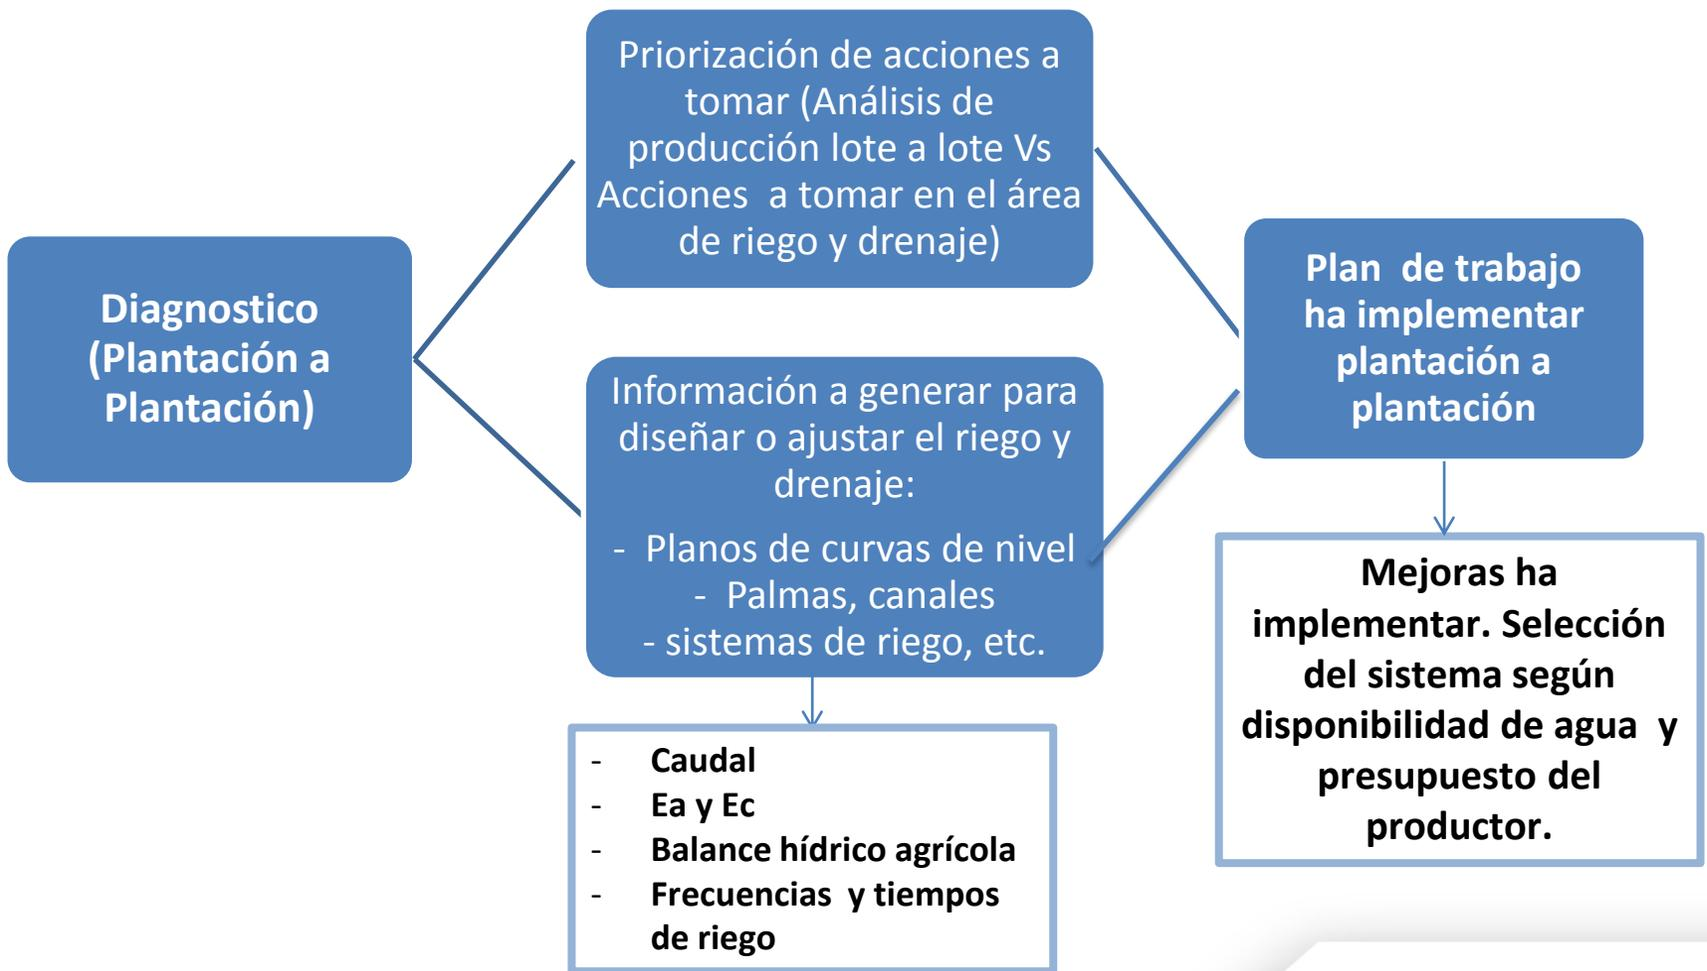 Diagnostico
(Plantación a
Plantación)
Priorización de acciones a
tomar (Análisis de
producción lote a lote Vs
Acciones  a tomar en el área
de riego y drenaje)
Información a generar para
diseñar o ajustar el riego y
drenaje:
-  Planos de curvas de nivel
-  Palmas, canales
- sistemas de riego, etc.
- Caudal
- Ea y Ec
- Balance hídrico agrícola
- Frecuencias  y tiempos
de riego
Plan  de trabajo
ha implementar
plantación a
plantación
Mejoras ha
implementar. Selección
del sistema según
disponibilidad de agua  y
presupuesto del
productor.